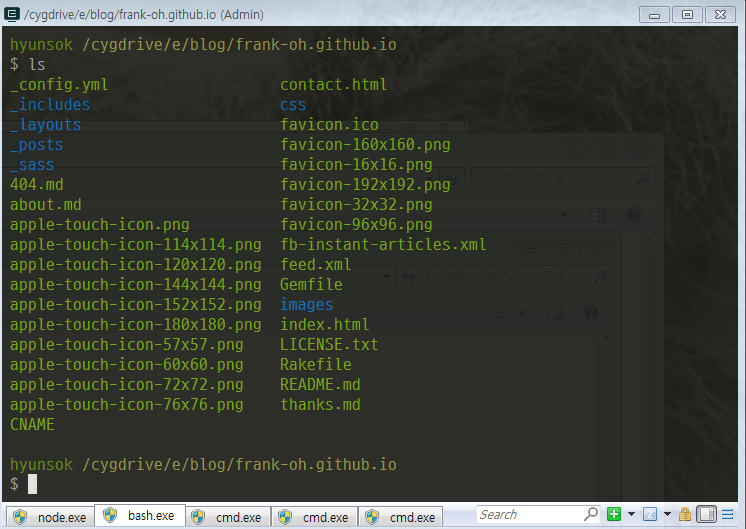 /cygdrive/e/blog/frank-oh.github.io (Admin)
hyunsok /cygdrive/e/blog/frank-oh.github.io
$ ls
_config.yml contact.html
_includes css
_layouts favicon.ico
_posts favicon-160x160.png
_sass favicon-16x16.png
404.md favicon-192x192.png
about.md favicon-32x32.png
apple-touch-icon.png favicon-96x96.png
apple-touch-icon-114x114.png fb-instant-articles.xml
apple-touch-icon-120x120.png feed.xml
apple-touch-icon-144x144.png Gemfile
apple-touch-icon-152x152.png images
apple-touch-icon-180x180.png index.html
apple-touch-icon-57x57.png LICENSE.txt
apple-touch-icon-60x60.png Rakefile
apple-touch-icon-72x72.png README.md
apple-touch-icon-76x76.png thanks.md
CNAME
hyunsok /cygdrive/e/blog/frank-oh.github.io
$
node.exe bash.exe cmd.exe cmd.exe cmd.exe Search